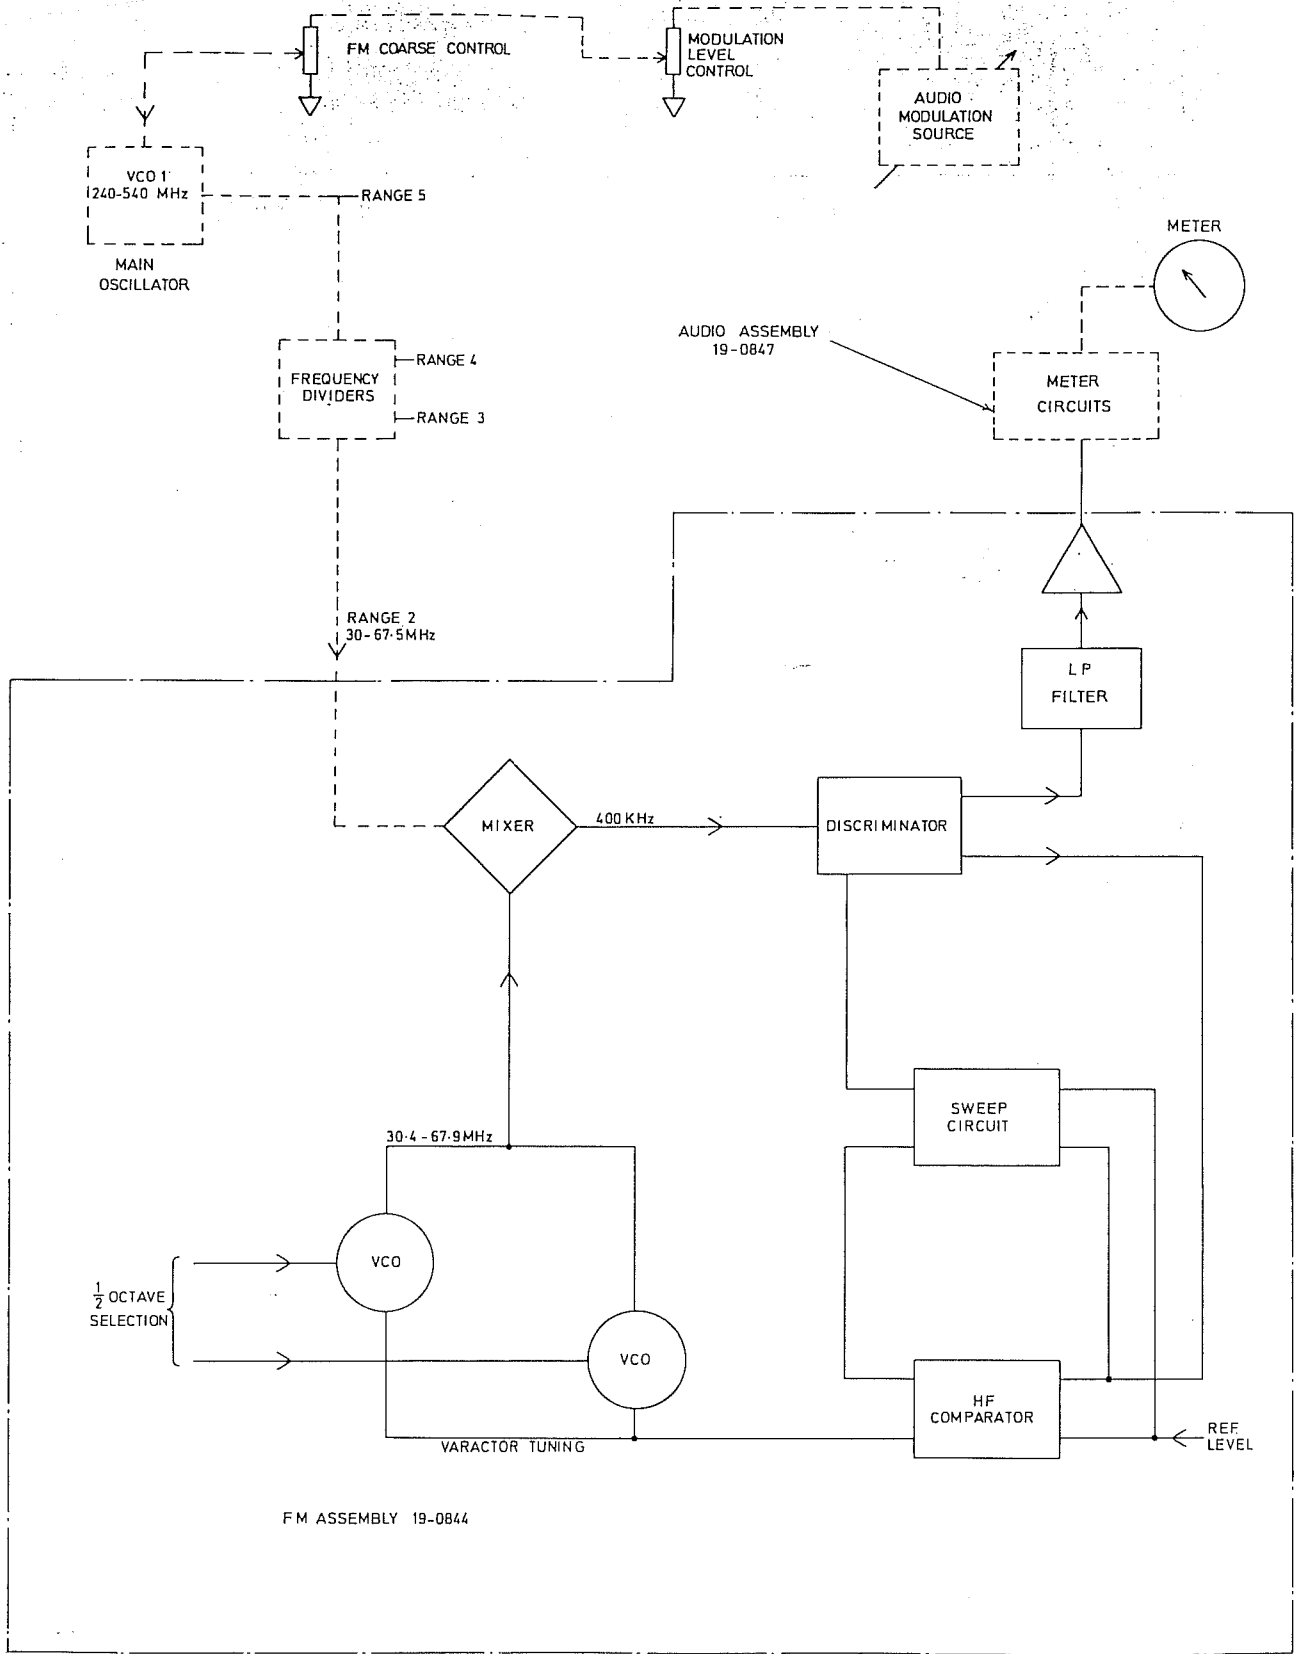 FM COARSE CONTROL
MODULATION
LEVEL
CONTROL
AUDIO
MODULATION
SOURCE
VCO 1
240-540 MHz
RANGE 5
MAIN
OSCILLATOR
METER
AUDIO ASSEMBLY
19-0847
FREQUENCY
DIVIDERS
RANGE 4
RANGE 3
METER
CIRCUITS
RANGE 2
30-67·5MHz
LP
FILTER
MIXER
400KHz
DISCRIMINATOR
SWEEP
CIRCUIT
30·4-67·9MHz
VCO
1/2 OCTAVE
SELECTION
VCO
HF
COMPARATOR
REF.
LEVEL
VARACTOR TUNING
FM ASSEMBLY 19-0844